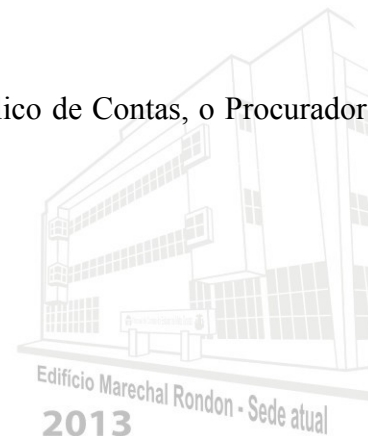 ico de Contas, o Procurador
Edifício Marechal Rondon - Sede atual
2013